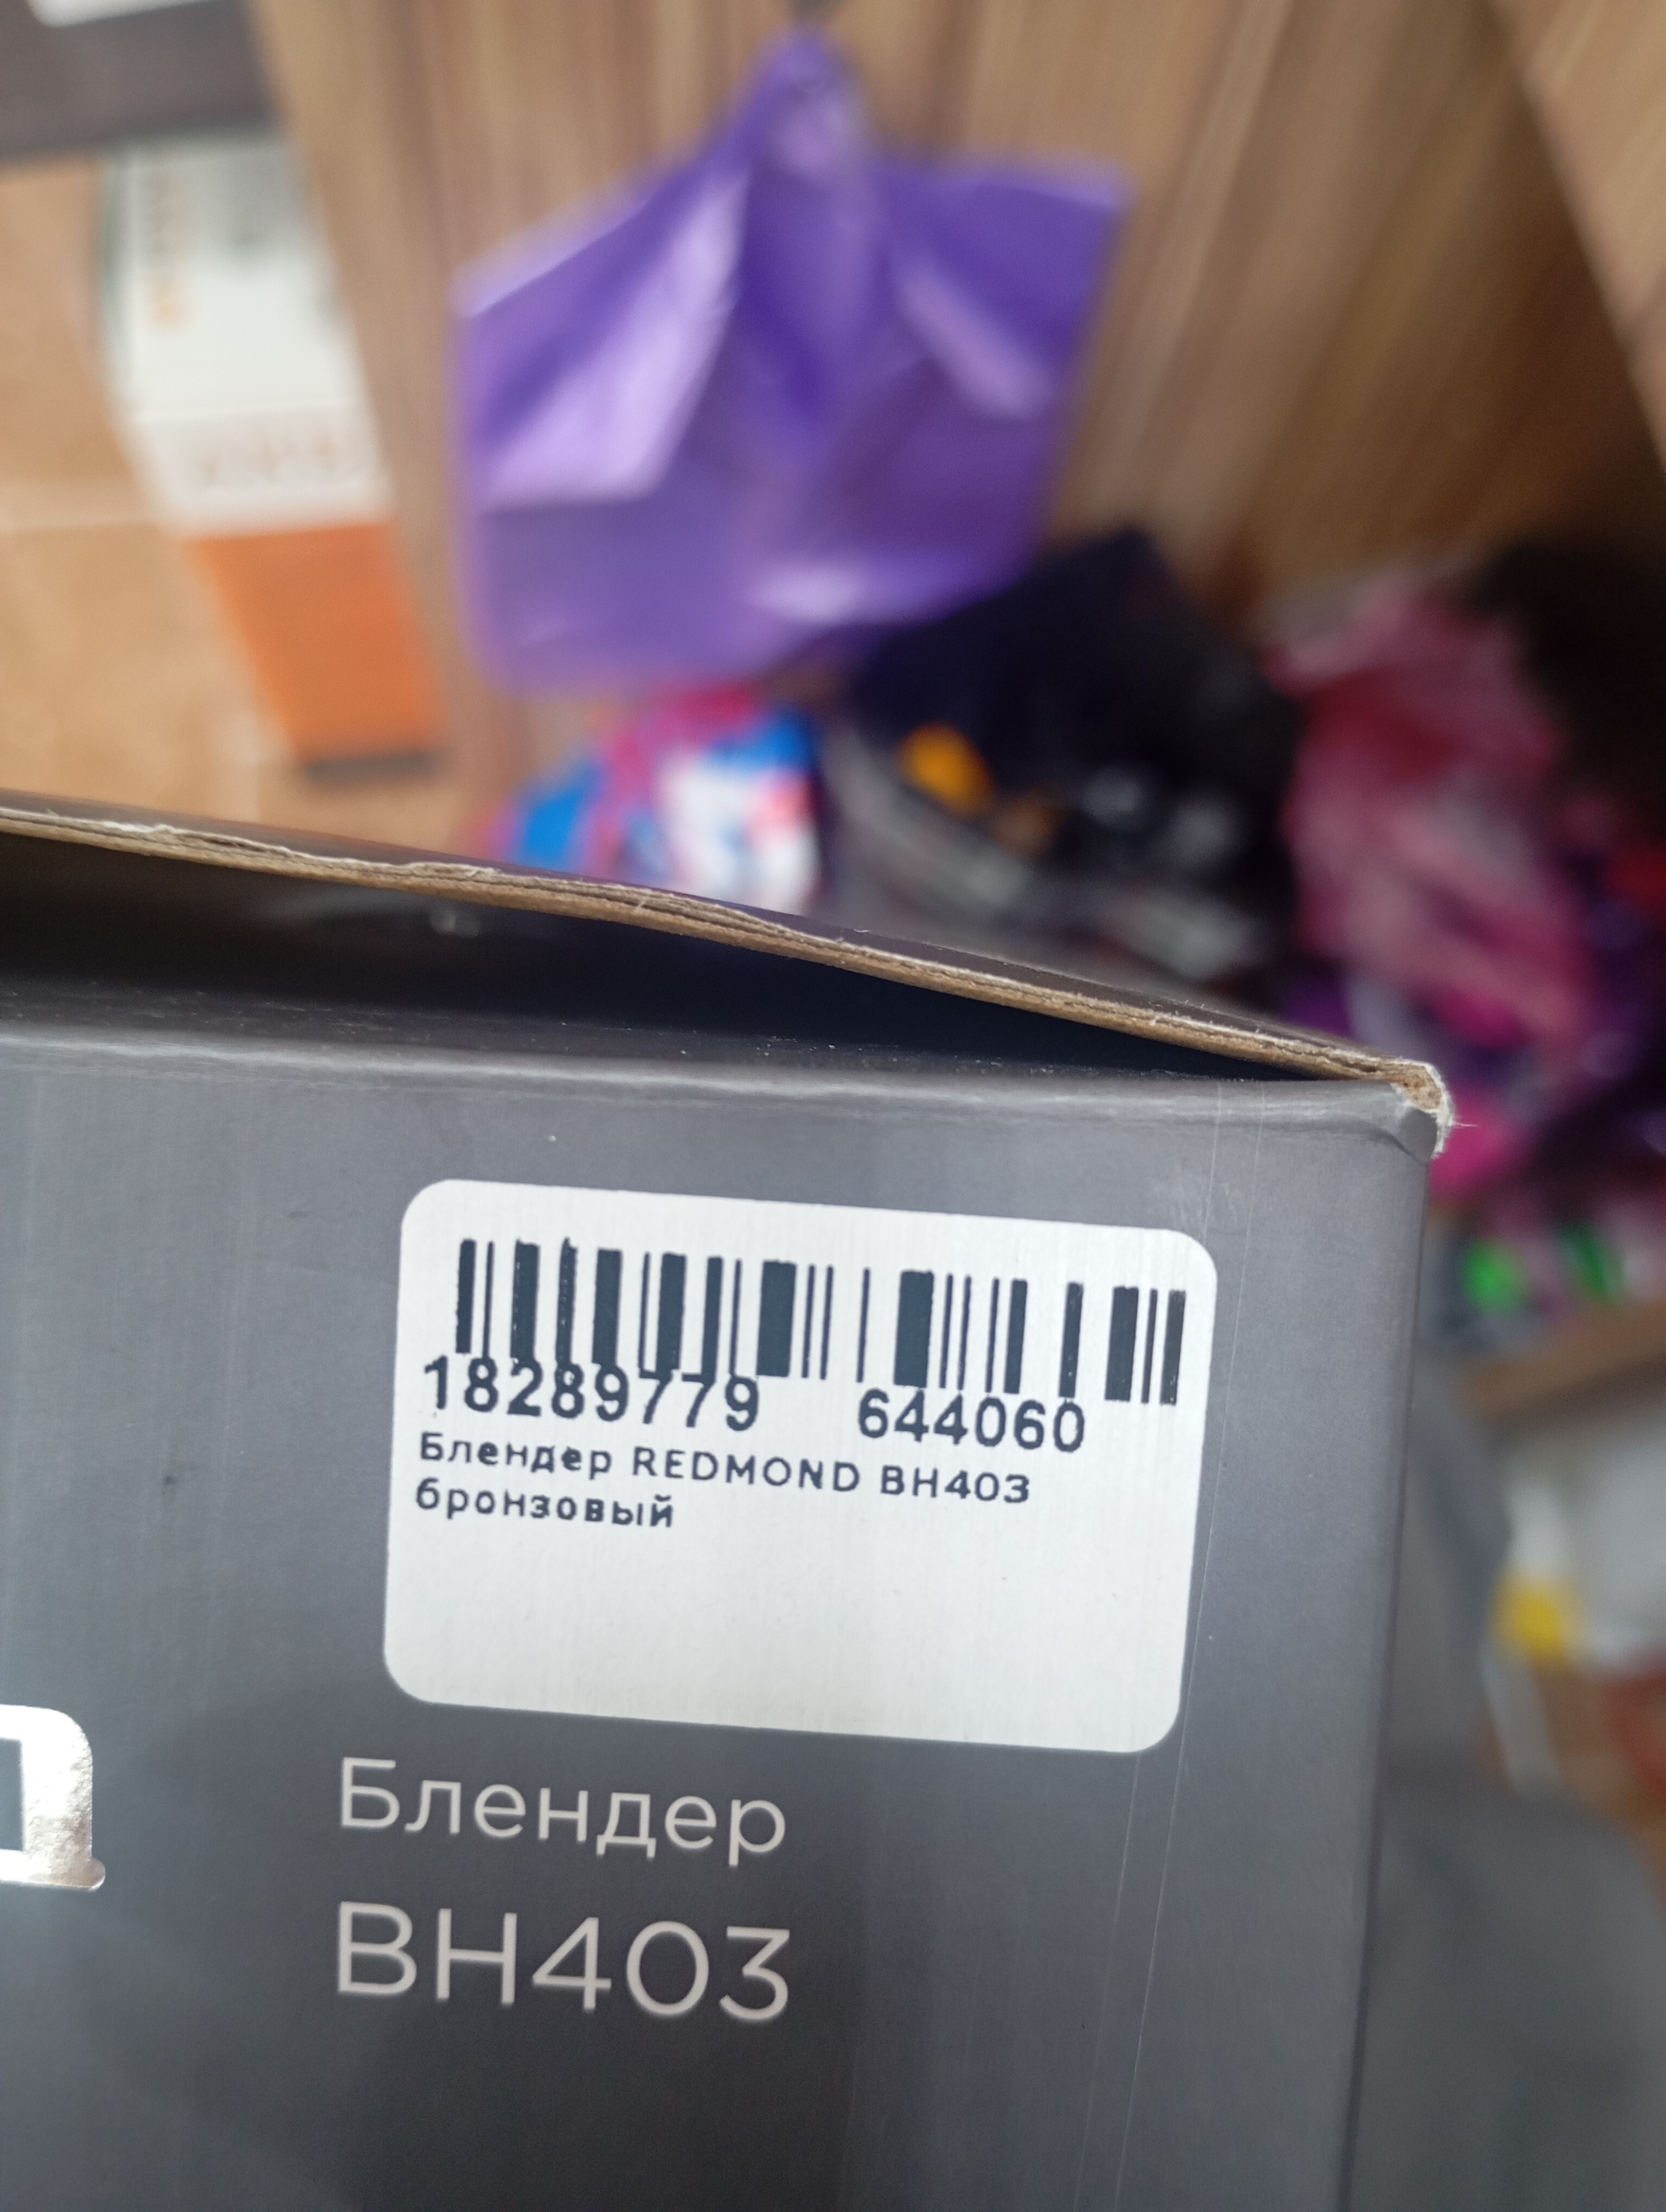 18289779 644060
Блендер REDMOND BH403
бронзовый
Блендер
BH403